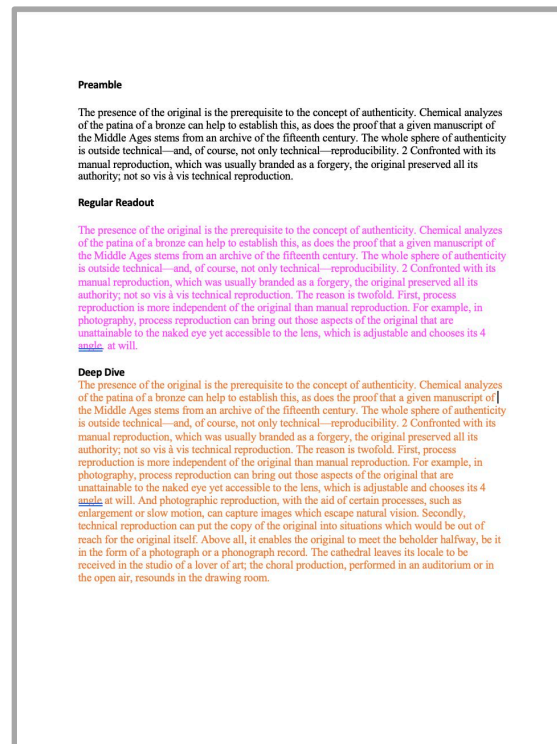 Preamble
The presence of the original is the prerequisite to the concept of authenticity. Chemical analyzes
of the patina of a bronze can help to establish this, as does the proof that a given manuscript of
the Middle Ages stems from an archive of the fifteenth century. The whole sphere of authenticity
is outside technical—and, of course, not only technical—reproducibility. 2 Confronted with its
manual reproduction, which was usually branded as a forgery, the original preserved all its
authority; not so vis à vis technical reproduction.
Regular Readout
The presence of the original is the prerequisite to the concept of authenticity. Chemical analyzes
of the patina of a bronze can help to establish this, as does the proof that a given manuscript of
the Middle Ages stems from an archive of the fifteenth century. The whole sphere of authenticity
is outside technical—and, of course, not only technical—reproducibility. 2 Confronted with its
manual reproduction, which was usually branded as a forgery, the original preserved all its
authority; not so vis à vis technical reproduction. The reason is twofold. First, process
reproduction is more independent of the original than manual reproduction. For example, in
photography, process reproduction can bring out those aspects of the original that are
unattainable to the naked eye yet accessible to the lens, which is adjustable and chooses its 4
angle at will.
Deep Dive
The presence of the original is the prerequisite to the concept of authenticity. Chemical analyzes
of the patina of a bronze can help to establish this, as does the proof that a given manuscript of
the Middle Ages stems from an archive of the fifteenth century. The whole sphere of authenticity
is outside technical—and, of course, not only technical—reproducibility. 2 Confronted with its
manual reproduction, which was usually branded as a forgery, the original preserved all its
authority; not so vis à vis technical reproduction. The reason is twofold. First, process
reproduction is more independent of the original than manual reproduction. For example, in
photography, process reproduction can bring out those aspects of the original that are
unattainable to the naked eye yet accessible to the lens, which is adjustable and chooses its 4
angle at will. And photographic reproduction, with the aid of certain processes, such as
enlargement or slow motion, can capture images which escape natural vision. Secondly,
technical reproduction can put the copy of the original into situations which would be out of
reach for the original itself. Above all, it enables the original to meet the beholder halfway, be it
in the form of a photograph or a phonograph record. The cathedral leaves its locale to be
received in the studio of a lover of art; the choral production, performed in an auditorium or in
the open air, resounds in the drawing room.